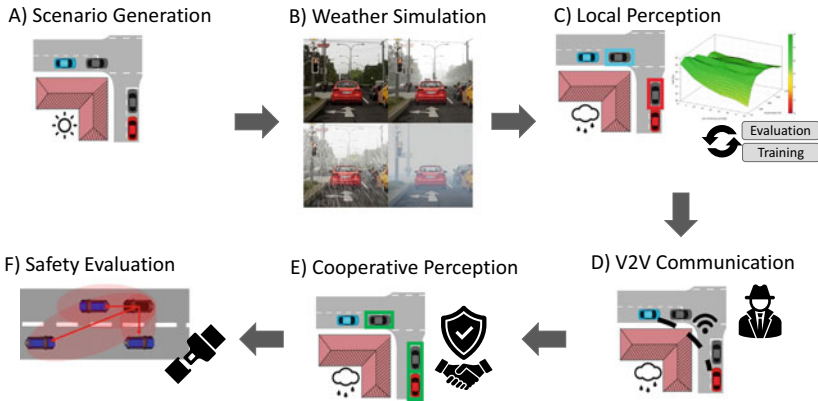 A) Scenario Generation
B) Weather Simulation
C) Local Perception
Evaluation
Training
F) Safety Evaluation
E) Cooperative Perception
D) V2V Communication